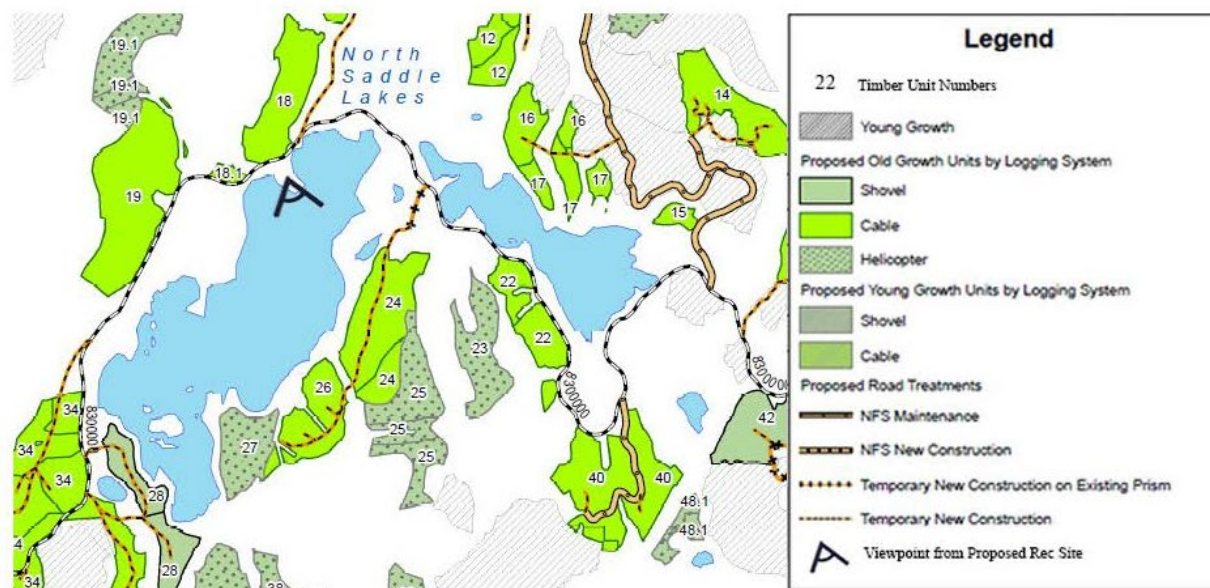 19.1
19.1
19.1
18
North
Saddle
Lakes
12
12
14
16
16
19
18.1
17
17
17
15
24
22
22
23
24
26
25
25
25
27
34
830000
34
34
34
28
28
830000
40
40
42
48.1
48.1
Legend
22 Timber Unit Numbers
Young Growth
Proposed Old Growth Units by Logging System
Shovel
Cable
Helicopter
Proposed Young Growth Units by Logging System
Shovel
Cable
Proposed Road Treatments
NFS Maintenance
NFS New Construction
Temporary New Construction on Existing Prism
Temporary New Construction
Viewpoint from Proposed Rec Site